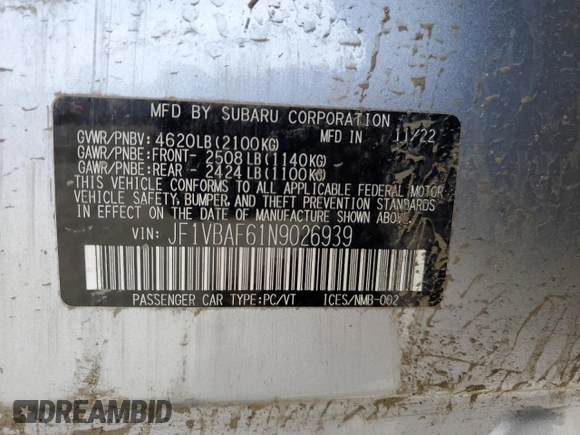 MFD BY SUBARU CORPORATION
GVWR/PNBV: 4620LB(2100KG) MFD IN 11/22
GAWR/PNBE:FRONT- 2508LB(1140KG)
GAWR/PNBE:REAR - 2424LB(1100KG)
THIS VEHICLE CONFORMS TO ALL APPLICABLE FEDERAL MOTOR
VEHICLE SAFETY, BUMPER, AND THEFT PREVENTION STANDARDS
IN EFFECT ON THE DATE OF MANUFACTURE SHOWN ABOVE.
VIN: JF1VBAF61N9026939
PASSENGER CAR TYPE:PC/VT ICES/NMB-002
DREAMBID